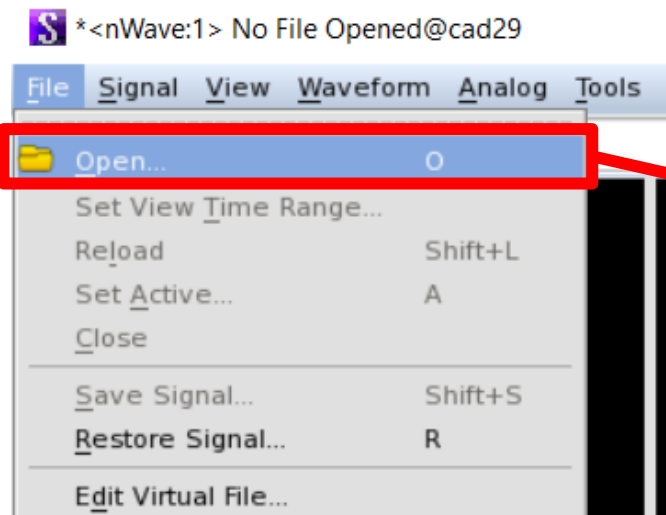 *<nWave:1> No File Opened@cad29
File Signal View Waveform Analog Tools
Open... O
Set View Time Range...
Reload Shift+L
Set Active... A
Close
Save Signal... Shift+S
Restore Signal... R
Edit Virtual File...